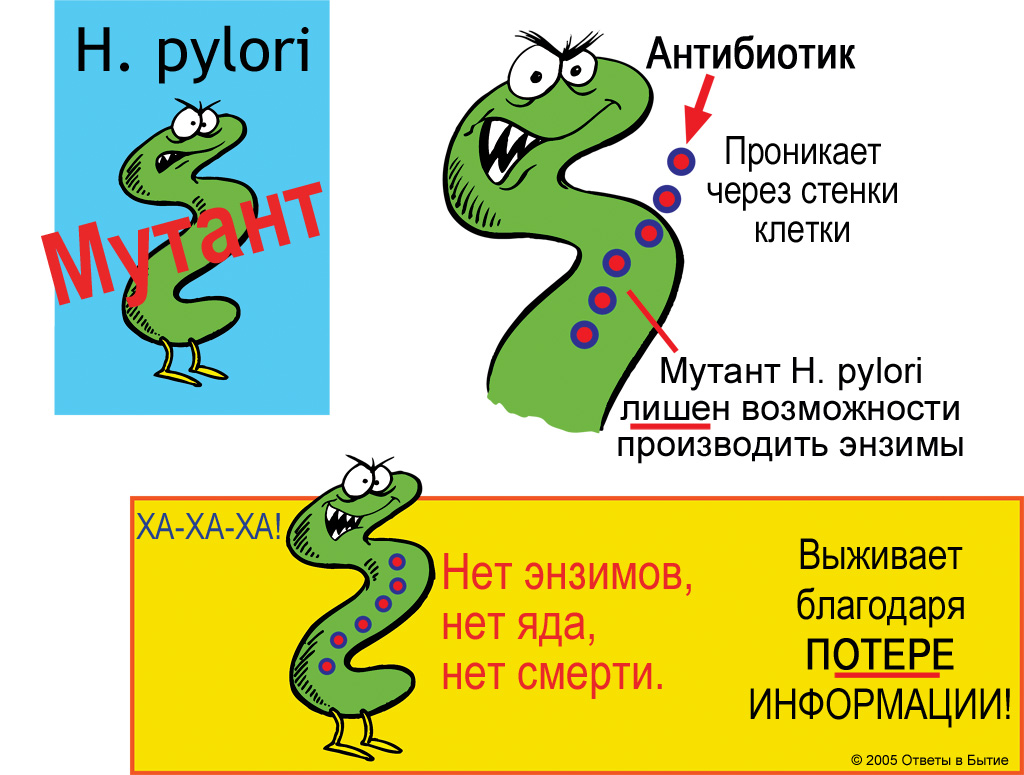 H. pylori
Мутант
Антибиотик
Проникает
через стенки
клетки
Мутант H. pylori
лишен возможности
производить энзимы
ХА-ХА-ХА!
Нет энзимов,
нет яда,
нет смерти.
Выживает
благодаря
ПОТЕРЕ
ИНФОРМАЦИИ!
© 2005 Ответы в Бытие